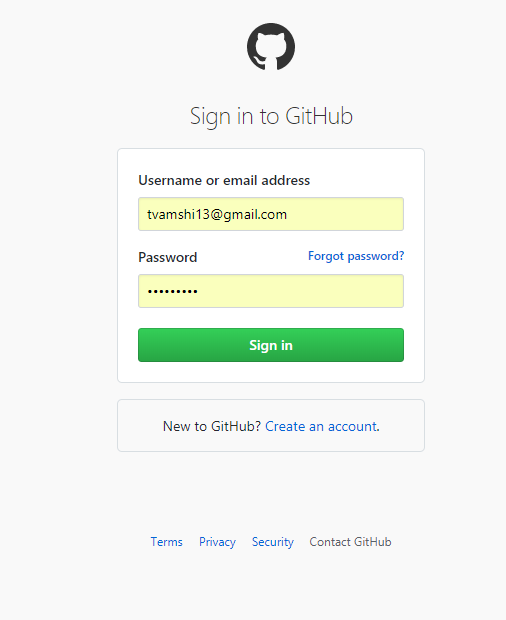 Sign in to GitHub
Username or email address
tvamshi13@gmail.com
Password Forgot password?
•••••••••
Sign in
New to GitHub? Create an account.
Terms Privacy Security Contact GitHub